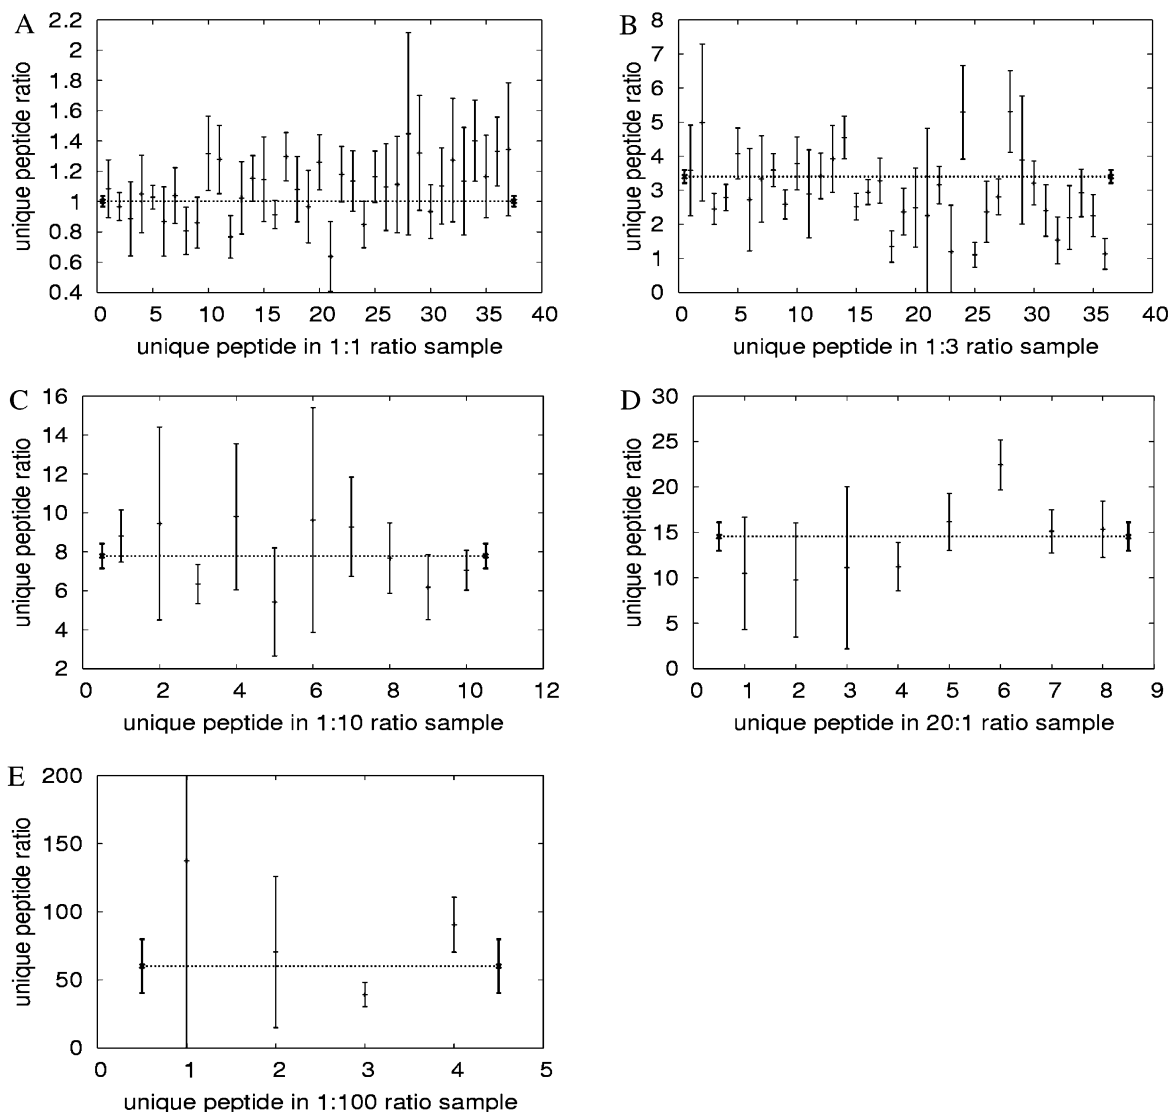 A
2.2
2
1.8
1.6
1.4
1.2
1
0.8
0.6
0.4
unique peptide ratio
0 5 10 15 20 25 30 35 40
unique peptide in 1:1 ratio sample
B
8
7
6
5
4
3
2
1
0
unique peptide ratio
0 5 10 15 20 25 30 35 40
unique peptide in 1:3 ratio sample
C
16
14
12
10
8
6
4
2
unique peptide ratio
0 2 4 6 8 10 12
unique peptide in 1:10 ratio sample
D
30
25
20
15
10
5
0
unique peptide ratio
0 1 2 3 4 5 6 7 8 9
unique peptide in 20:1 ratio sample
E
200
150
100
50
0
unique peptide ratio
0 1 2 3 4 5
unique peptide in 1:100 ratio sample